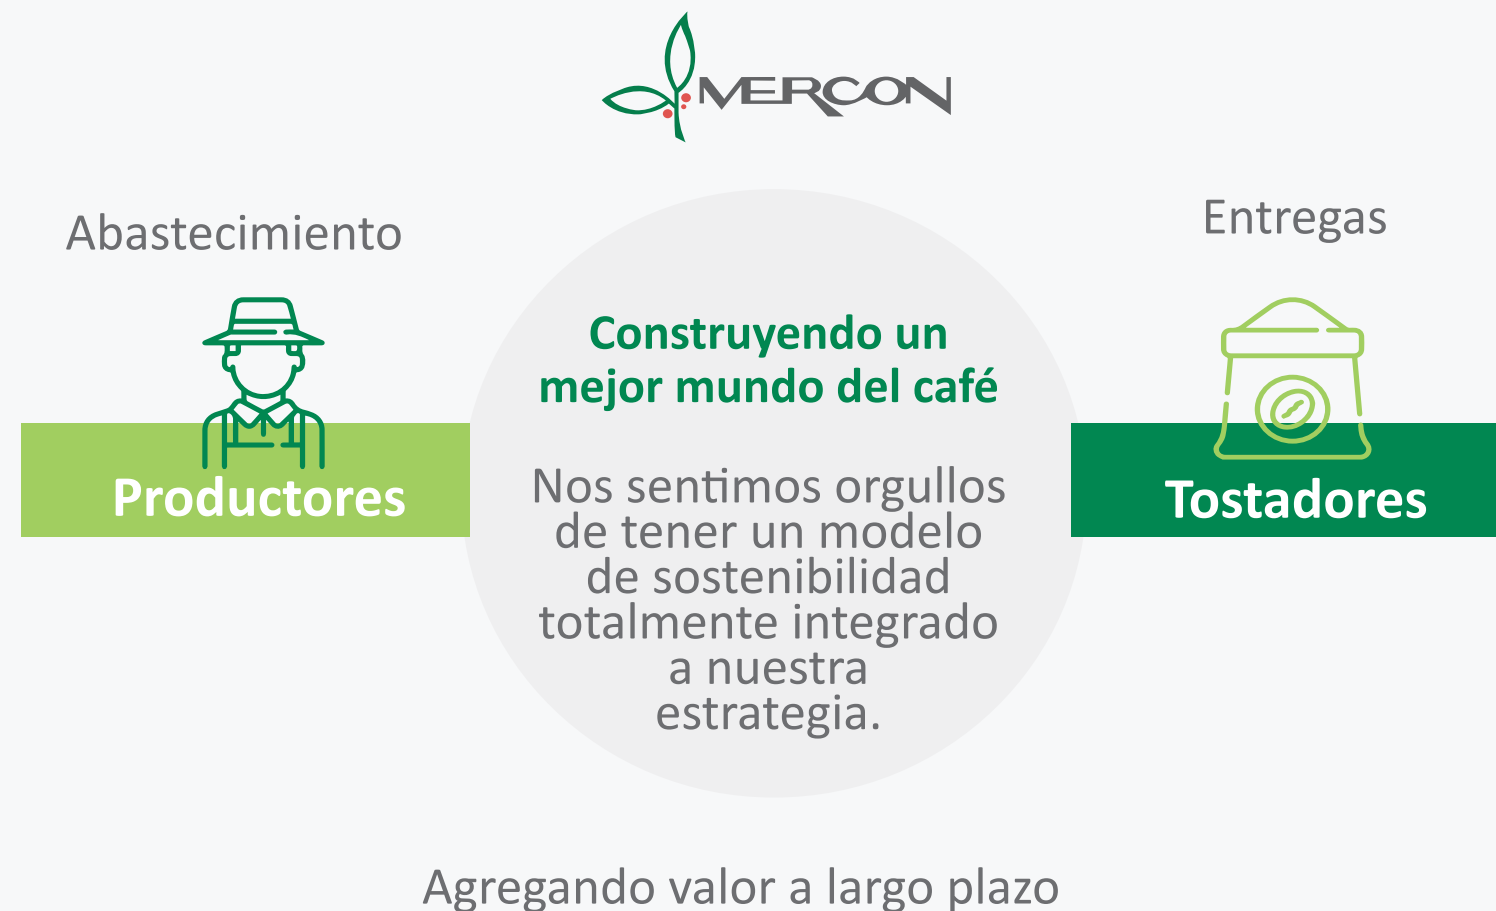 MERCON
Abastecimiento
Entregas
Construyendo un
mejor mundo del café
Productores
Tostadores
Nos sentimos orgullos
de tener un modelo
de sostenibilidad
totalmente integrado
a nuestra
estrategia.
Agregando valor a largo plazo